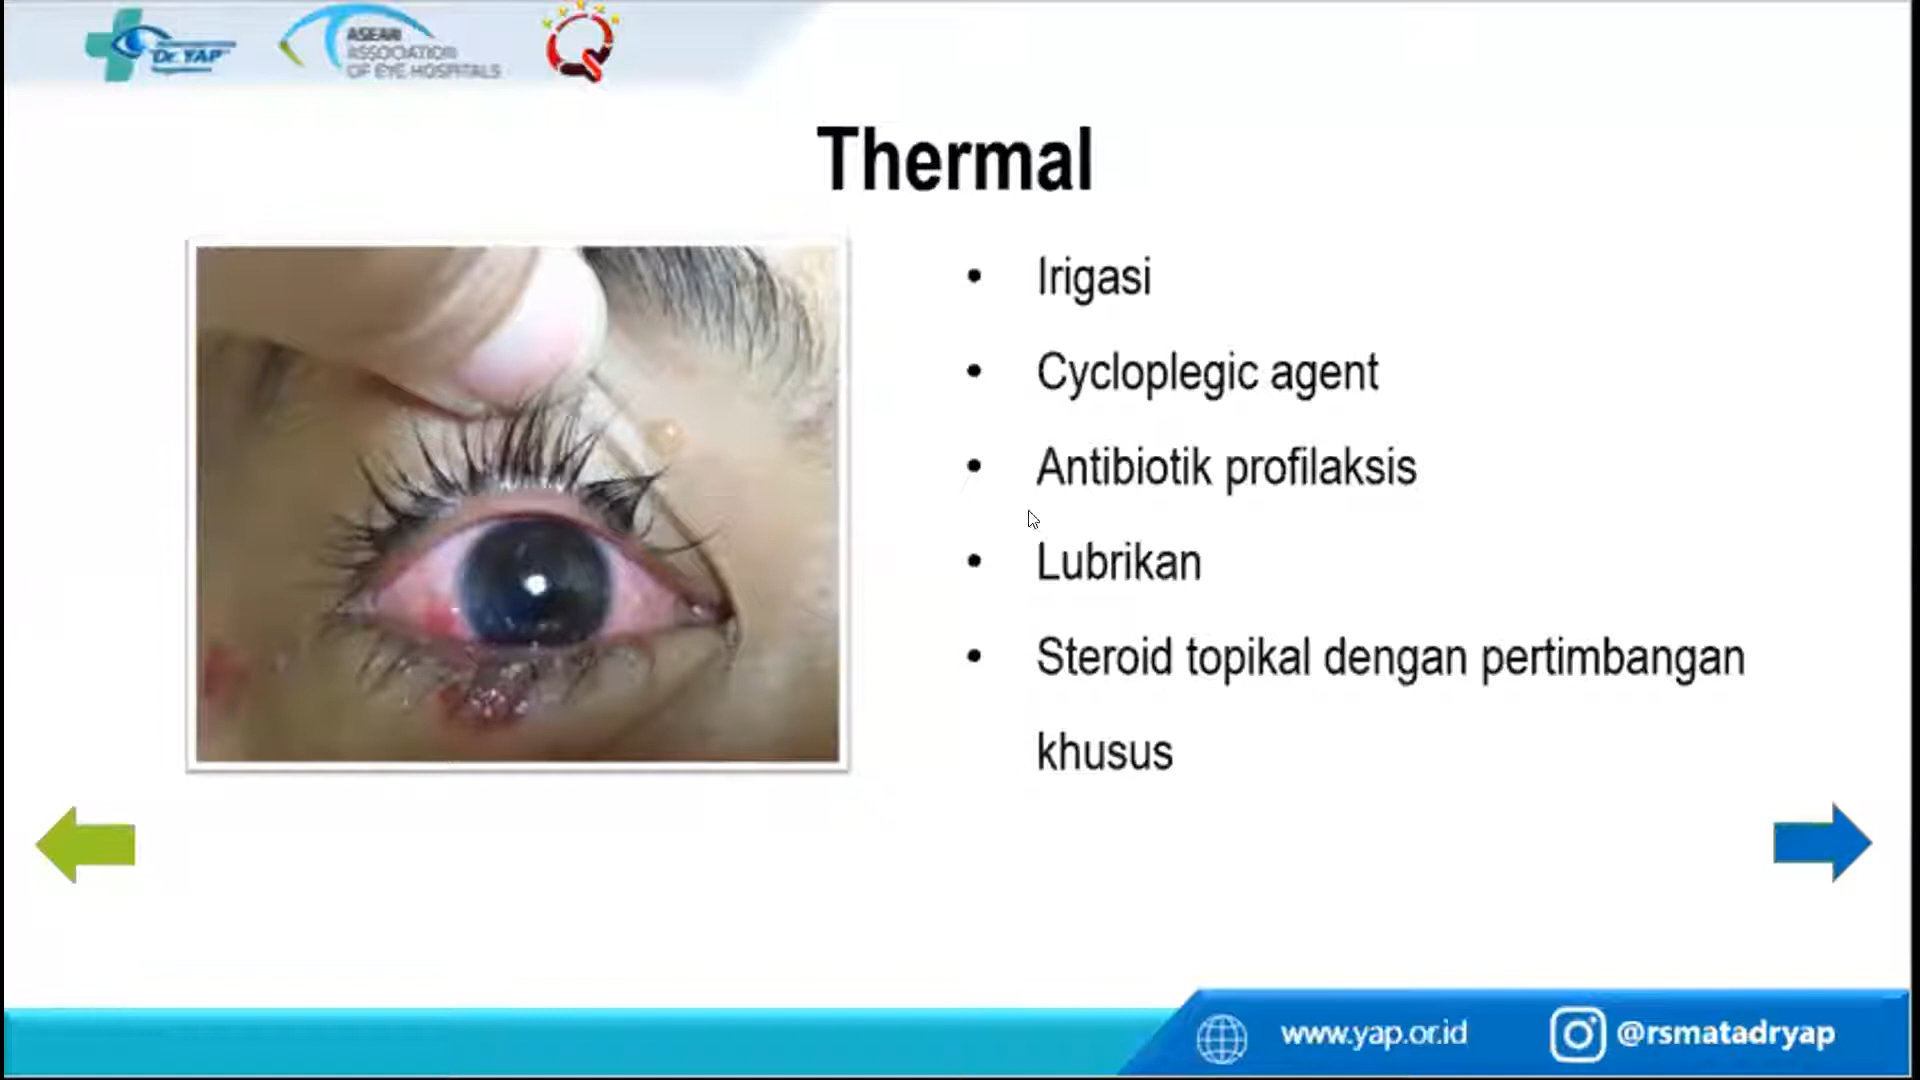 Dr. YAP
ASEAN
ASSOCIATION
OF EYE HOSPITALS
Thermal
• Irigasi
• Cycloplegic agent
• Antibiotik profilaksis
• Lubrikan
• Steroid topikal dengan pertimbangan
khusus
www.yap.or.id
@rsmatadryap